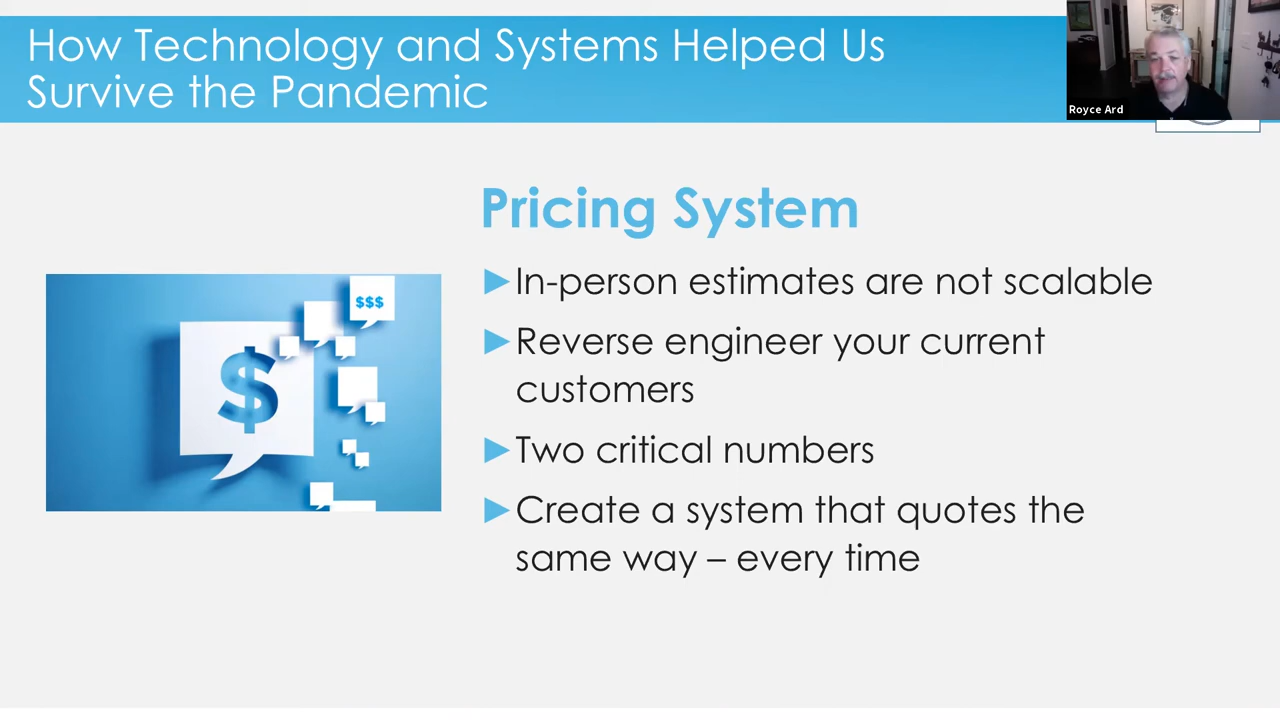 How Technology and Systems Helped Us
Survive the Pandemic
Royce Ard
Pricing System
In-person estimates are not scalable
Reverse engineer your current
customers
Two critical numbers
Create a system that quotes the
same way – every time
$
$$$